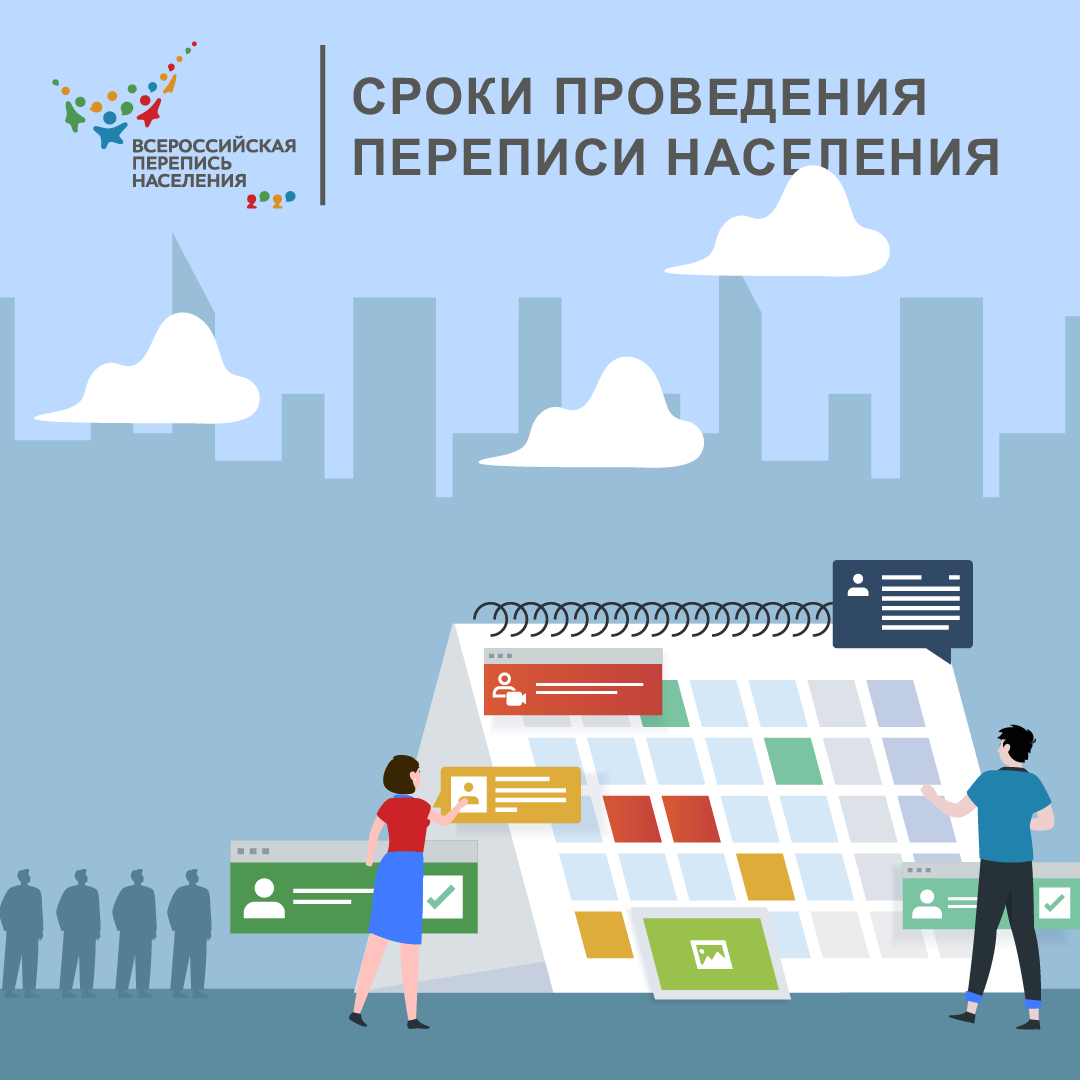 ВСЕРОССИЙСКАЯ
ПЕРЕПИСЬ
НАСЕЛЕНИЯ
СРОКИ ПРОВЕДЕНИЯ
ПЕРЕПИСИ НАСЕЛЕНИЯ